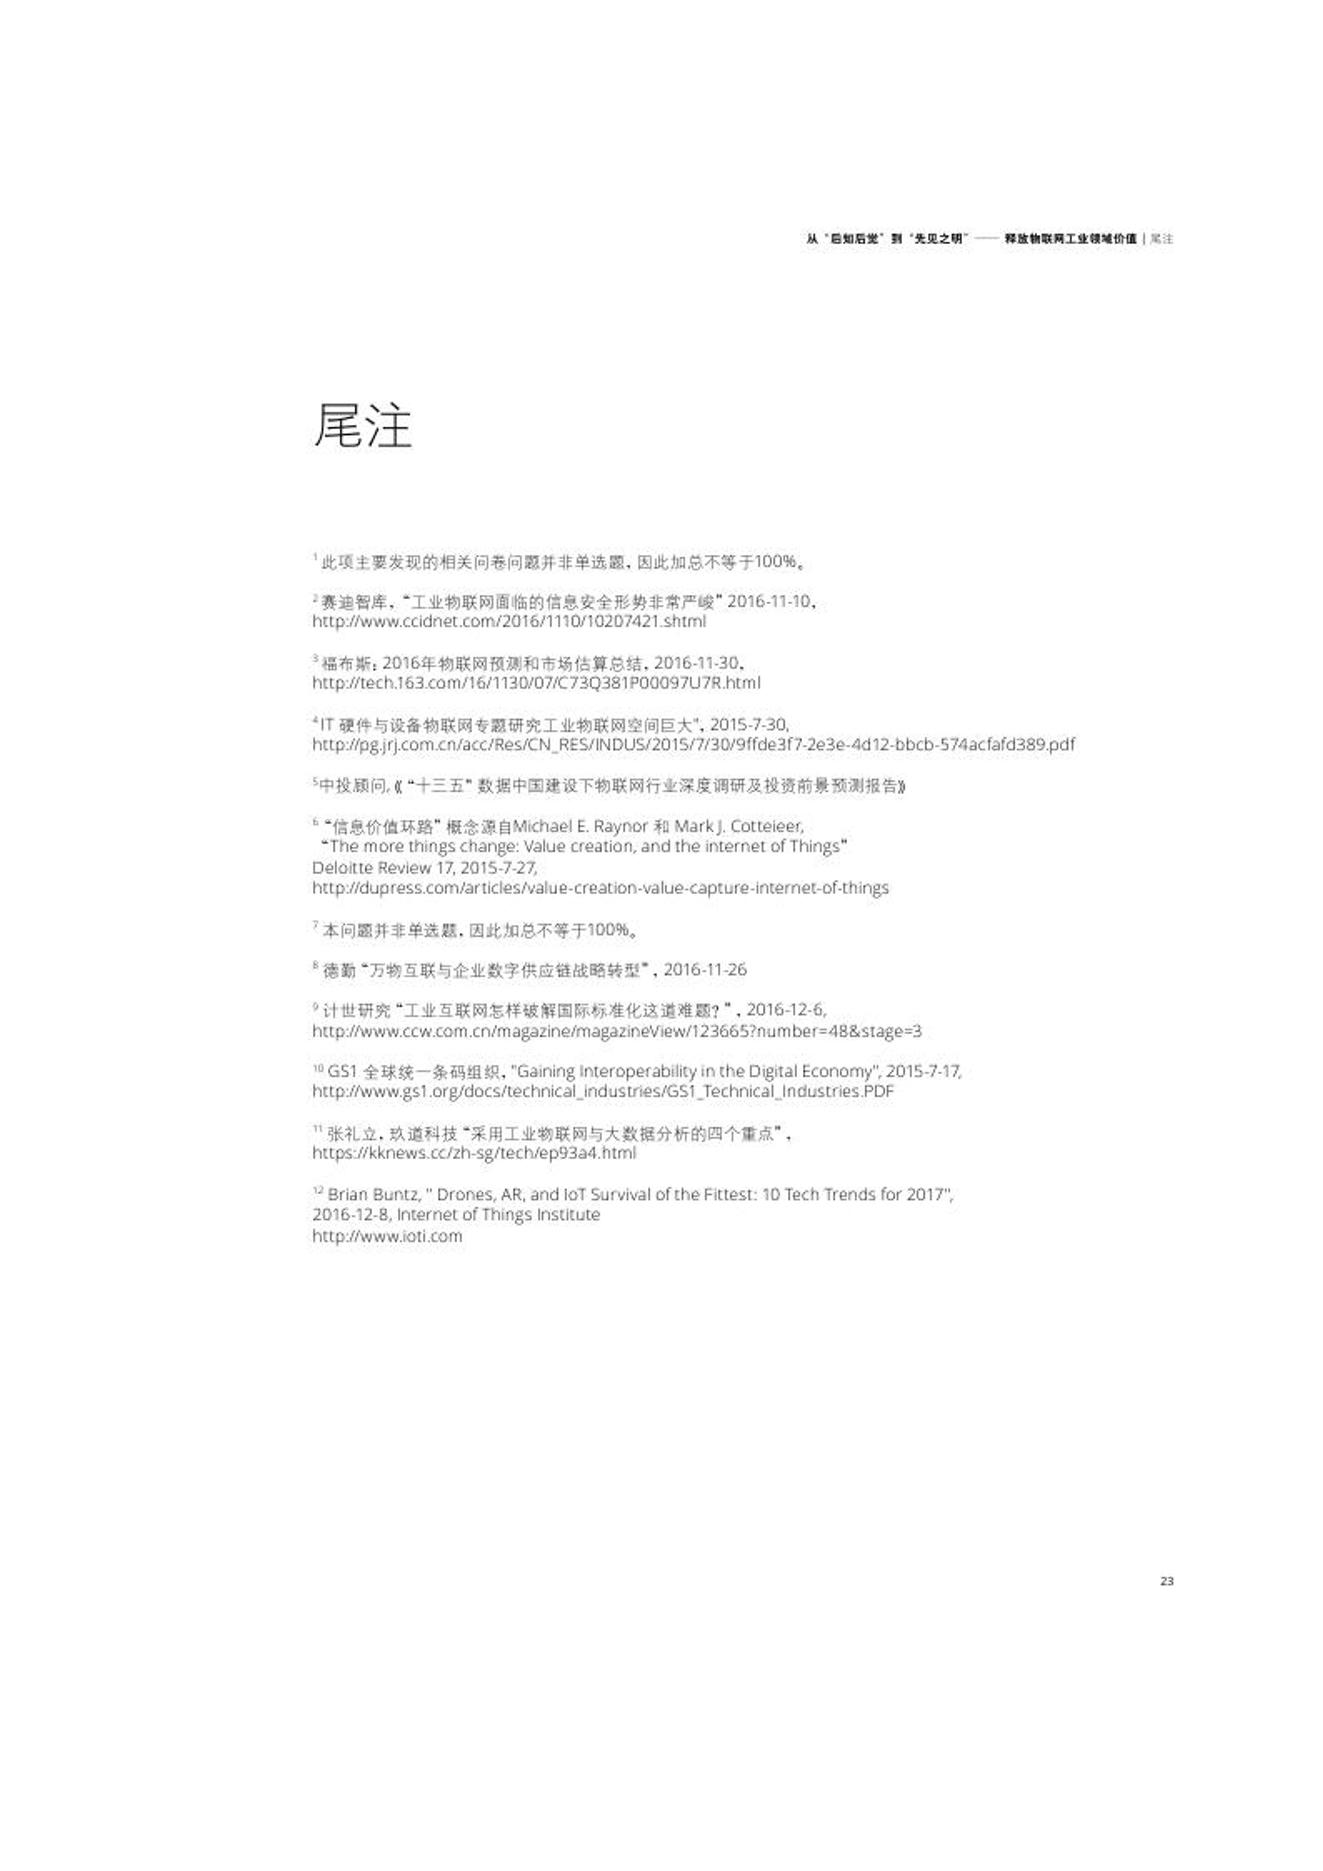 从“后知后觉”到“先见之明”—— 释放物联网工业领域价值 | 尾注
尾注
1 此项主要发现的相关问卷问题并非单选题，因此加总不等于100%。
2 赛迪智库，“工业物联网面临的信息安全形势非常严峻” 2016-11-10，
http://www.ccidnet.com/2016/1110/10207421.shtml
3 福布斯：2016年物联网预测和市场估算总结，2016-11-30，
http://tech.163.com/16/1130/07/C73Q381P00097U7R.html
4 IT 硬件与设备物联网专题研究工业物联网空间巨大", 2015-7-30,
http://pg.jrj.com.cn/acc/Res/CN_RES/INDUS/2015/7/30/9ffde3f7-2e3e-4d12-bbcb-574acfafd389.pdf
5中投顾问,《“十三五”数据中国建设下物联网行业深度调研及投资前景预测报告》
6 “信息价值环路”概念源自Michael E. Raynor 和 Mark J. Cotteieer,
“The more things change: Value creation, and the internet of Things”
Deloitte Review 17, 2015-7-27,
http://dupress.com/articles/value-creation-value-capture-internet-of-things
7 本问题并非单选题，因此加总不等于100%。
8 德勤“万物互联与企业数字供应链战略转型”，2016-11-26
9 计世研究“工业互联网怎样破解国际标准化这道难题？”，2016-12-6,
http://www.ccw.com.cn/magazine/magazineView/123665?number=48&stage=3
10 GS1 全球统一条码组织，"Gaining Interoperability in the Digital Economy", 2015-7-17,
http://www.gs1.org/docs/technical_industries/GS1_Technical_Industries.PDF
11 张礼立，玖道科技“采用工业物联网与大数据分析的四个重点”，
https://kknews.cc/zh-sg/tech/ep93a4.html
12 Brian Buntz, " Drones, AR, and IoT Survival of the Fittest: 10 Tech Trends for 2017",
2016-12-8, Internet of Things Institute
http://www.ioti.com
23